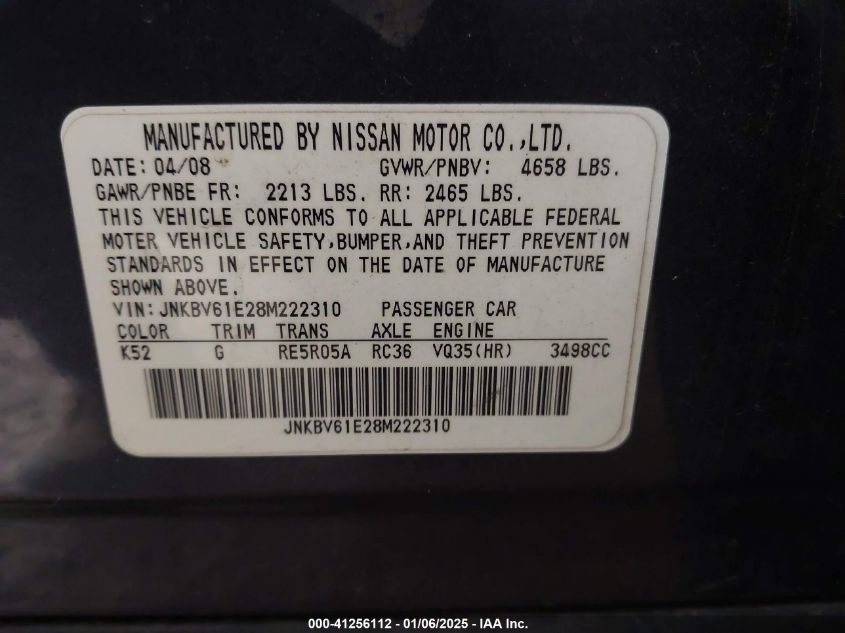 MANUFACTURED BY NISSAN MOTOR CO.,LTD.
DATE: 04/08 GVWR/PNBV: 4658 LBS.
GAWR/PNBE FR: 2213 LBS. RR: 2465 LBS.
THIS VEHICLE CONFORMS TO ALL APPLICABLE FEDERAL
MOTER VEHICLE SAFETY,BUMPER,AND THEFT PREVENTION
STANDARDS IN EFFECT ON THE DATE OF MANUFACTURE
SHOWN ABOVE.
VIN:JNKBV61E28M222310 PASSENGER CAR
COLOR TRIM TRANS AXLE ENGINE
K52 G RE5R05A RC36 VQ35(HR) 3498CC
JNKBV61E28M222310
000-41256112 - 01/06/2025 - IAA Inc.